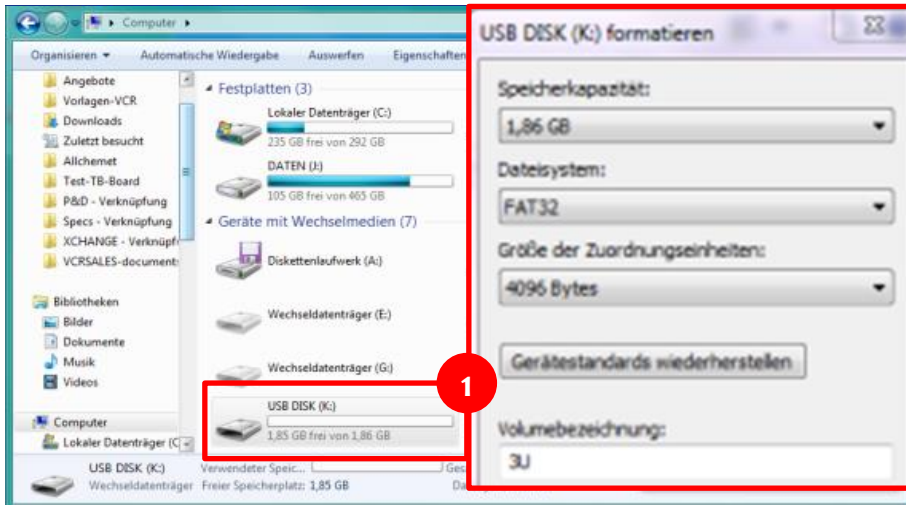 Computer
Organisieren Automatische Wiedergabe Auswerfen Eigenschaften
Angebote
Vorlagen-VCR
Downloads
Zuletzt besucht
Allchemet
Test-TB-Board
P&D - Verknüpfung
Specs - Verknüpfung
XCHANGE - Verknüpf
VCRSALES-document
Bibliotheken
Bilder
Dokumente
Musik
Videos
Computer
Lokaler Datenträger (C
Festplatten (3)
Lokaler Datenträger (C:)
235 GB frei von 292 GB
DATEN (J:)
105 GB frei von 465 GB
Geräte mit Wechselmedien (7)
Diskettenlaufwerk (A:)
Wechseldatenträger (E:)
Wechseldatenträger (G:)
USB DISK (K:)
1,85 GB frei von 1,86 GB
1
USB DISK (K:) Verwendeter Speic...
Wechseldatenträger Freier Speicherplatz: 1,85 GB
USB DISK (K:) formatieren
Speicherkapazität:
1,86 GB
Dateisystem:
FAT32
Größe der Zuordnungseinheiten:
4096 Bytes
Gerätestandards wiederherstellen
Volumebezeichnung:
3U